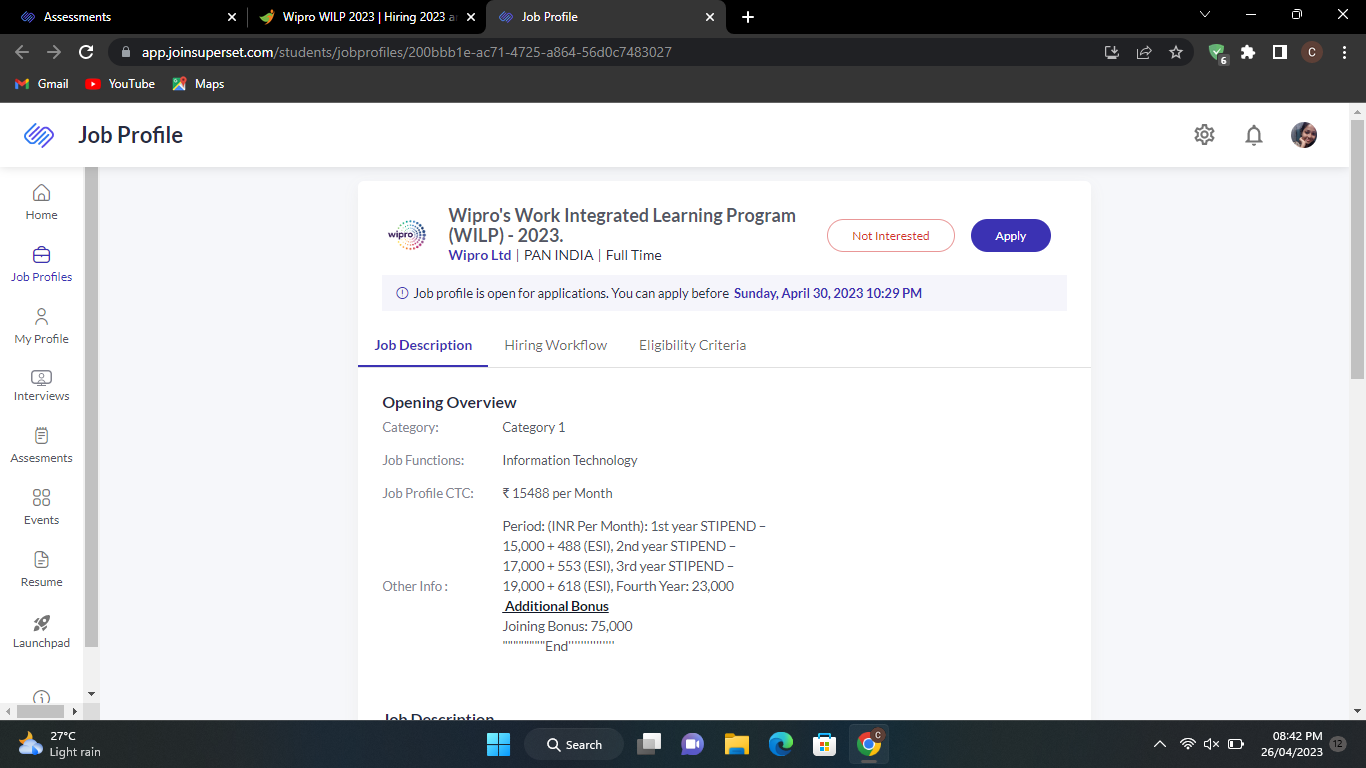 Assessments
Wipro WILP 2023 | Hiring 2023 a
Job Profile
app.joinsuperset.com/students/jobprofiles/200bbb1e-ac71-4725-a864-56d0c7483027
6
C
Gmail
YouTube
Maps
Job Profile
Home
Job Profiles
My Profile
Interviews
Assesments
Events
Resume
Launchpad
wipro
Wipro's Work Integrated Learning Program
(WILP) - 2023.
Wipro Ltd | PAN INDIA | Full Time
Not Interested
Apply
Job profile is open for applications. You can apply before Sunday, April 30, 2023 10:29 PM
Job Description
Hiring Workflow
Eligibility Criteria
Opening Overview
Category: Category 1
Job Functions: Information Technology
Job Profile CTC: ₹ 15488 per Month
Other Info :
Period: (INR Per Month): 1st year STIPEND –
15,000 + 488 (ESI), 2nd year STIPEND –
17,000 + 553 (ESI), 3rd year STIPEND –
19,000 + 618 (ESI), Fourth Year: 23,000
Additional Bonus
Joining Bonus: 75,000
""""""""End"""""""
Job Description
27°C
Light rain
Search
C
08:42 PM
26/04/2023
12